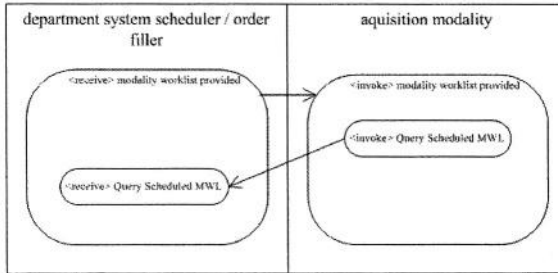 department system scheduler / order
filler
aquisition modality
<receive> modality worklist provided
<invoke> modality worklist provided
<invoke> Query Scheduled MWL
<receive> Query Scheduled MWL